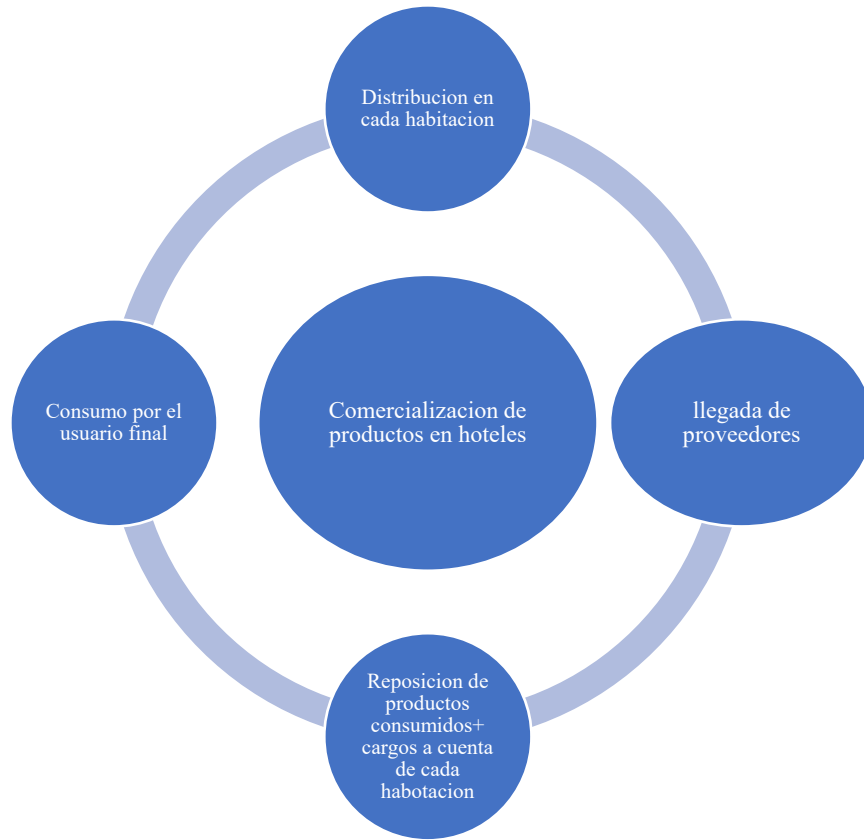 Distribucion en
cada habitacion
Consumo por el
usuario final
Comercializacion de
productos en hoteles
llegada de
proveedores
Reposicion de
productos
consumidos+
cargos a cuenta
de cada
habotacion